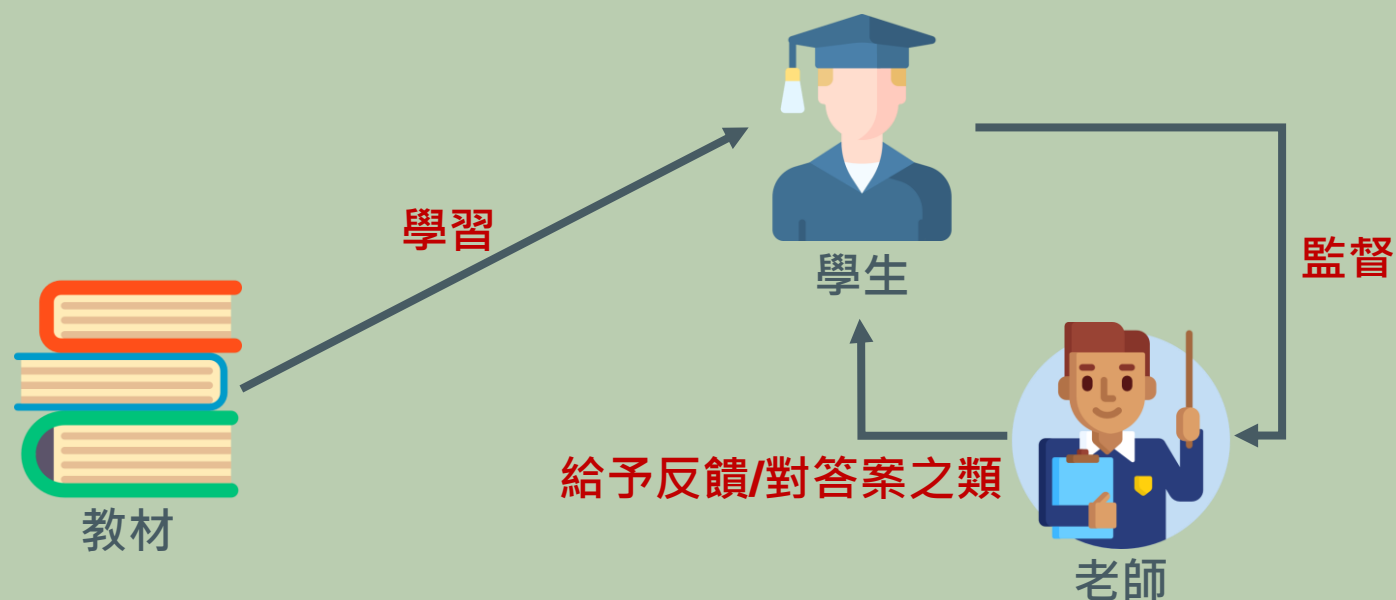 學習
學生
監督
給予反饋/對答案之類
教材
老師